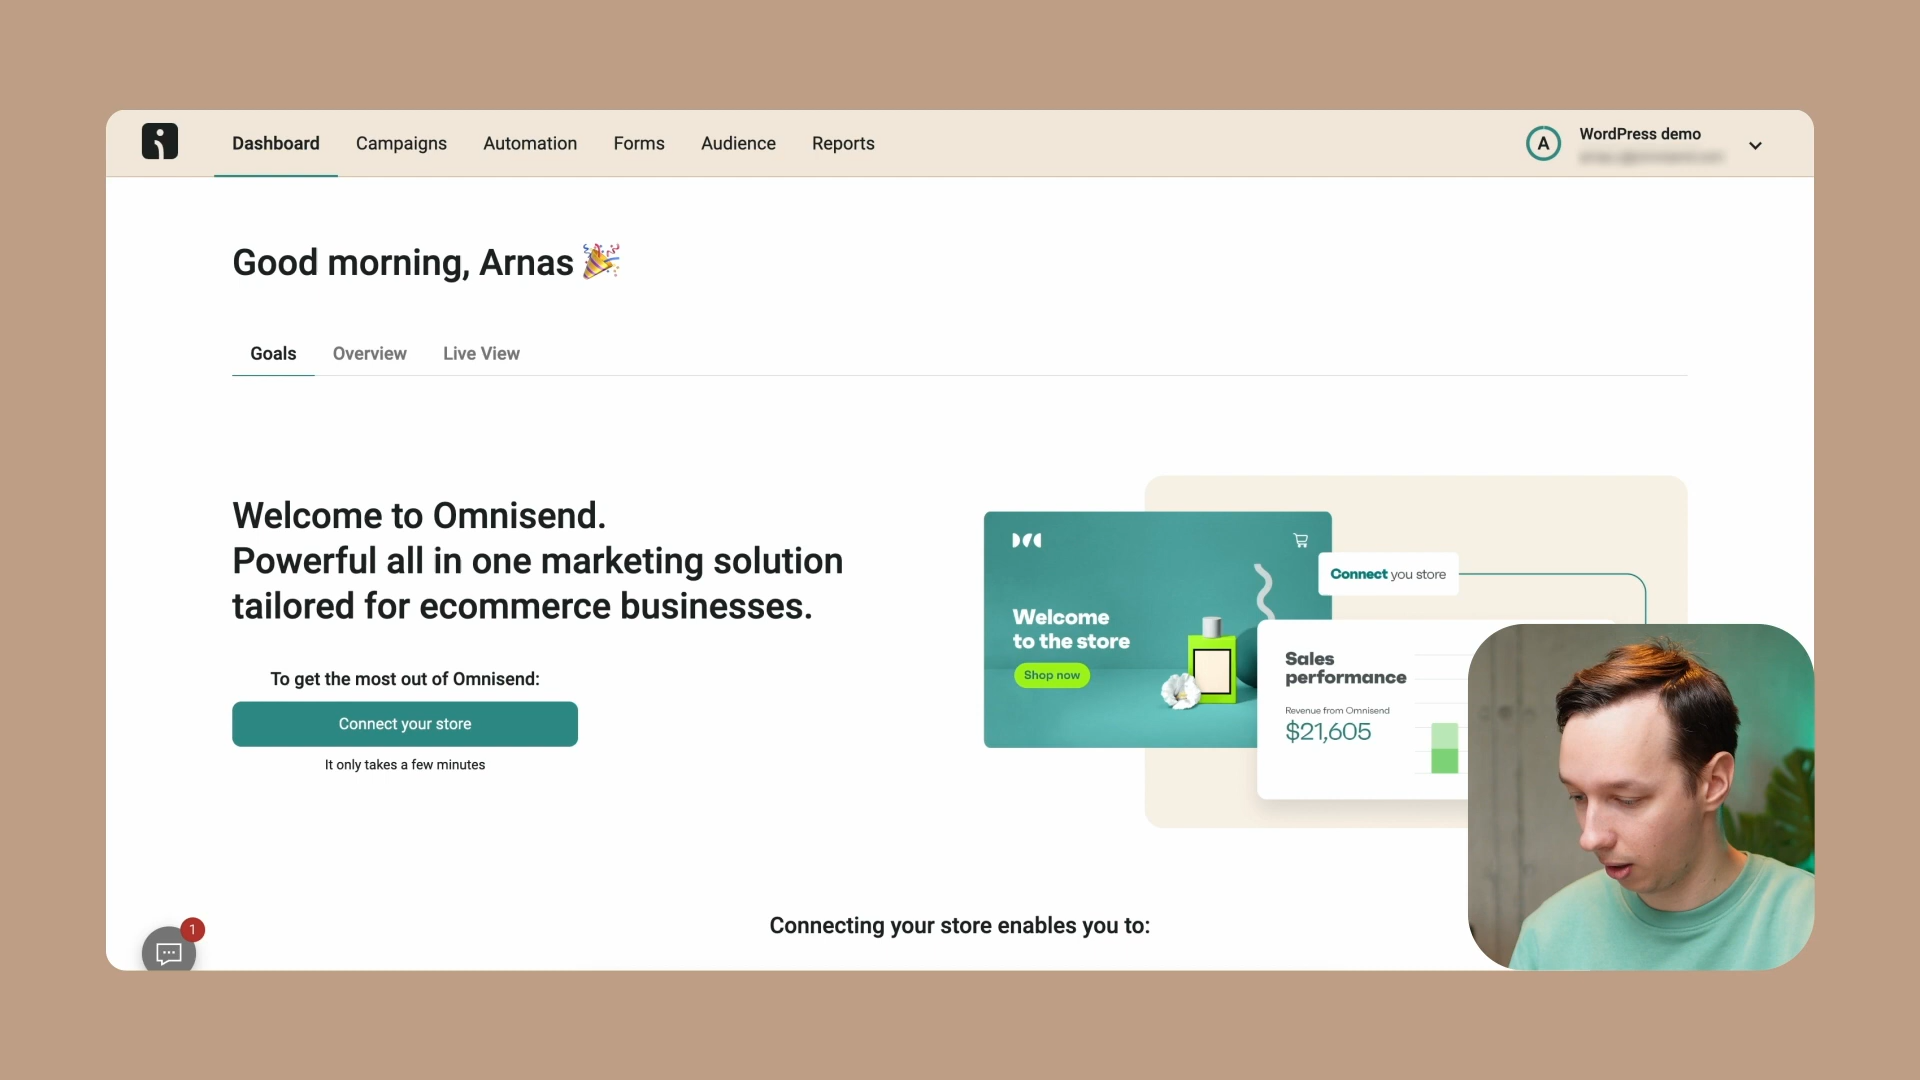 Dashboard
Campaigns
Automation
Forms
Audience
Reports
A
WordPress demo
Good morning, Arnas
Goals
Overview
Live View
Welcome to Omnisend.
Powerful all in one marketing solution
tailored for ecommerce businesses.
To get the most out of Omnisend:
Connect your store
It only takes a few minutes
Welcome
to the store
Shop now
Connect you store
Sales
performance
Revenue from Omnisend
$21,605
Connecting your store enables you to:
1